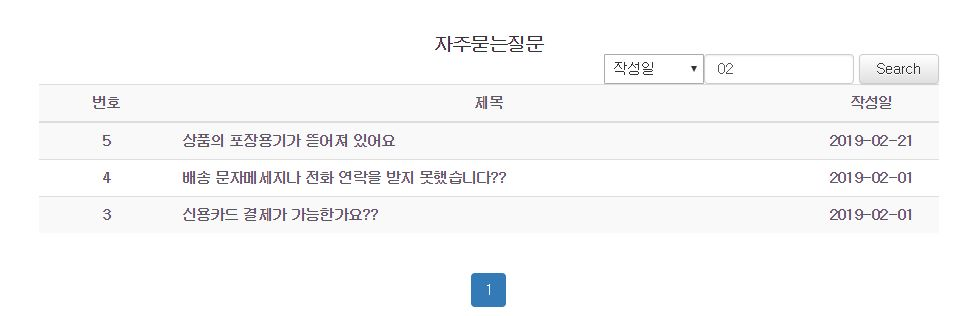 자주묻는질문
작성일 ▼ 02 Search
번호 제목 작성일
5 상품의 포장용기가 뜯어져 있어요 2019-02-21
4 배송 문자메세지나 전화 연락을 받지 못했습니다?? 2019-02-01
3 신용카드 결제가 가능한가요?? 2019-02-01
1